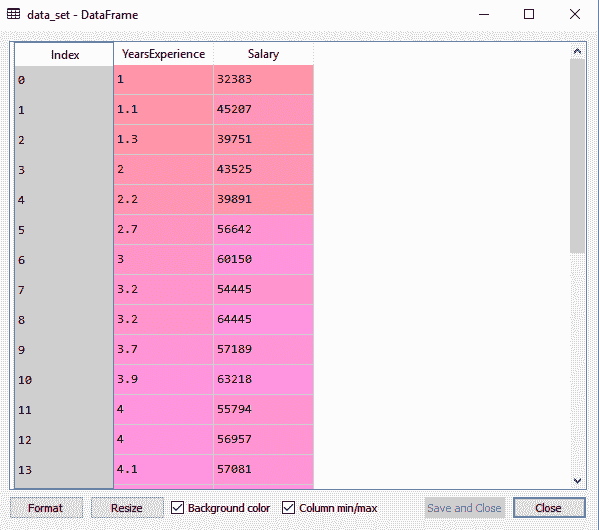 data_set - DataFrame
Index YearsExperience Salary
0 1 32383
1 1.1 45207
2 1.3 39751
3 2 43525
4 2.2 39891
5 2.7 56642
6 3 60150
7 3.2 54445
8 3.2 64445
9 3.7 57189
10 3.9 63218
11 4 55794
12 4 56957
13 4.1 57081
Format Resize Background color Column min/max Save and Close Close